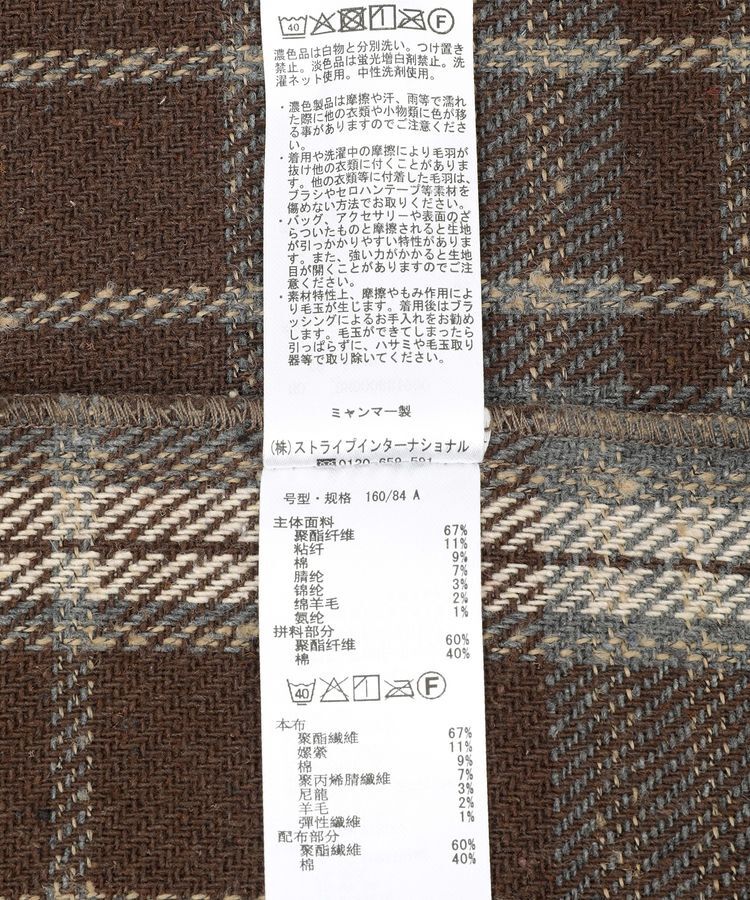 40 F
濃色品は白物と分別洗い。つけ置き
禁止。淡色品は蛍光増白剤禁止。洗
濯ネット使用。中性洗剤使用。
・濃色製品は摩擦や汗、雨等で濡れ
た際に他の衣類や小物類に色が移
る事がありますのでご注意くださ
い。
・着用や洗濯中の摩擦により毛羽が
抜け他の衣類に付くことがありま
す。他の衣類等に付着した毛羽は、
ブラシやセロハンテープ等素材を
傷めない方法でお取りください。
・バッグ、アクセサリーや表面のざ
らついたものと摩擦されると生地
が引っかかりやすい特性がありま
す。また、強い力がかかると生地
目が開くことがありますのでご注
意ください。
・素材特性上、摩擦やもみ作用によ
り毛玉が生じます。着用後はブラ
ッシングによるお手入れをお勧め
します。毛玉ができてしまったら
引っぱらずに、ハサミや毛玉取り
器等で取り除いてください。
ミャンマー製
(株)ストライプインターナショナル
0120-658-591
号型・规格 160/84 A
主体面料
聚酯纤维 67%
粘纤 11%
棉 9%
腈纶 7%
锦纶 3%
绵羊毛 2%
氨纶 1%
拼料部分
聚酯纤维 60%
棉 40%
40 F
本布
聚酯纖維 67%
嫘縈 11%
棉 9%
聚丙烯腈纖維 7%
尼龍 3%
羊毛 2%
彈性纖維 1%
配布部分
聚酯纖維 60%
棉 40%